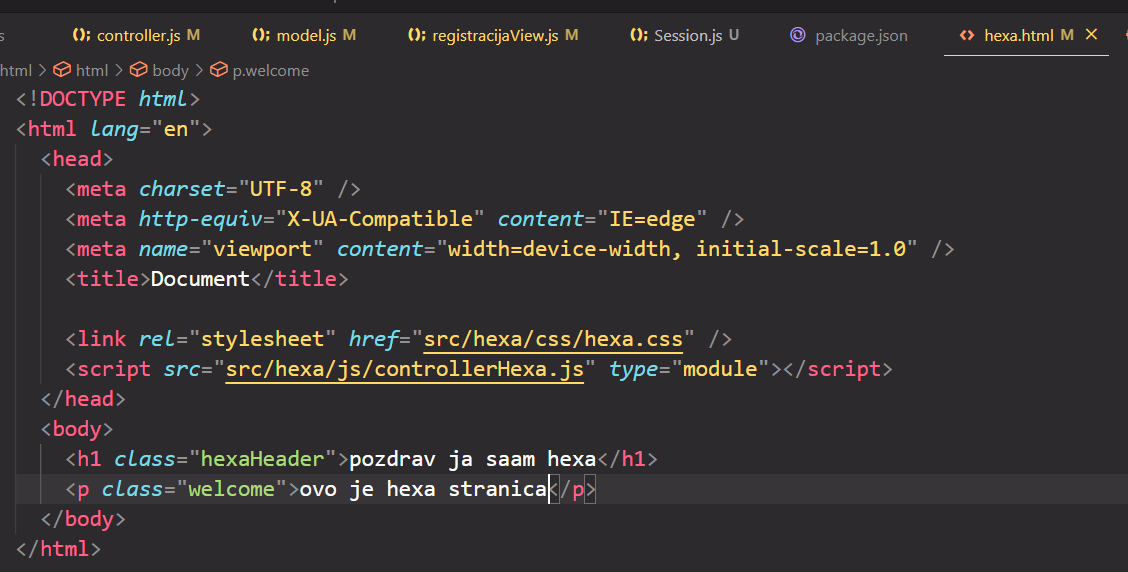 s controller.js M model.js M registracijaView.js M Session.js U package.json hexa.html M
html > html > body > p.welcome
<!DOCTYPE html>
<html lang="en">
<head>
<meta charset="UTF-8" />
<meta http-equiv="X-UA-Compatible" content="IE=edge" />
<meta name="viewport" content="width=device-width, initial-scale=1.0" />
<title>Document</title>
<link rel="stylesheet" href="src/hexa/css/hexa.css" />
<script src="src/hexa/js/controllerHexa.js" type="module"></script>
</head>
<body>
<h1 class="hexaHeader">pozdrav ja saam hexa</h1>
<p class="welcome">ovo je hexa stranica</p>
</body>
</html>